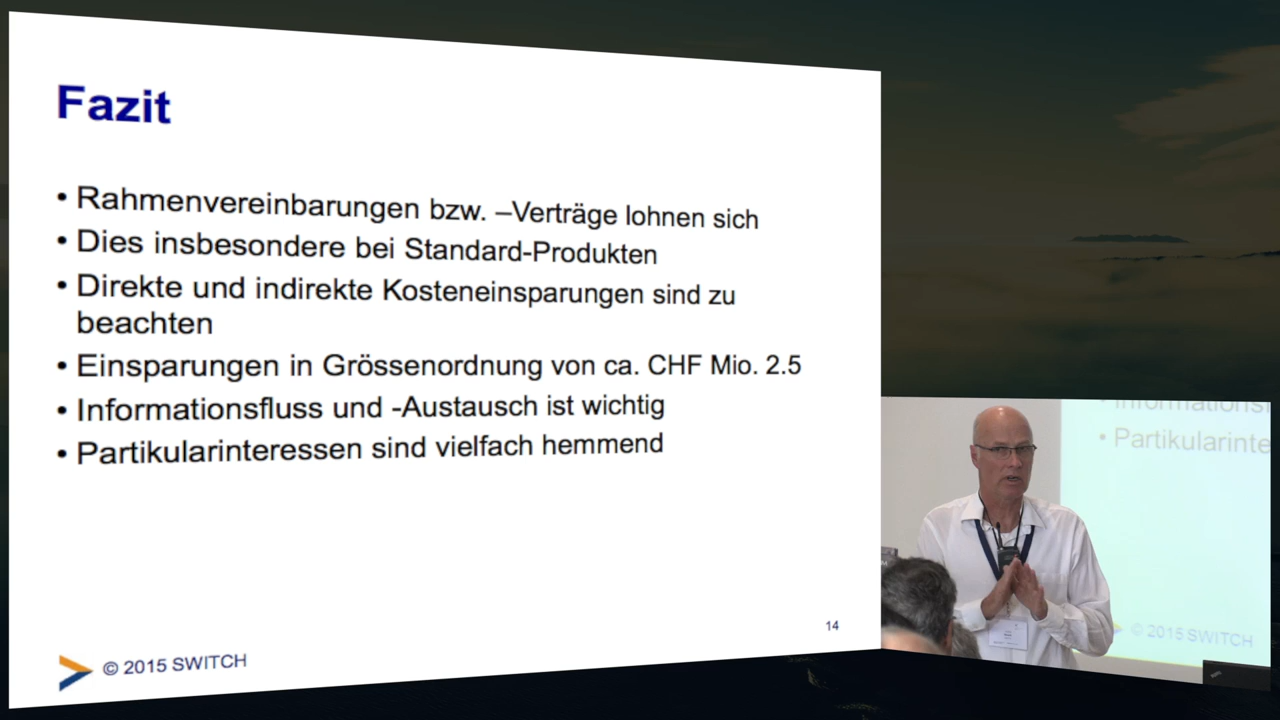 Fazit
• Rahmenvereinbarungen bzw. –Verträge lohnen sich
• Dies insbesondere bei Standard-Produkten
• Direkte und indirekte Kosteneinsparungen sind zu
beachten
• Einsparungen in Grössenordnung von ca. CHF Mio. 2.5
• Informationsfluss und -Austausch ist wichtig
• Partikularinteressen sind vielfach hemmend
14
© 2015 SWITCH
• Partikularinte
© 2015 SWITCH